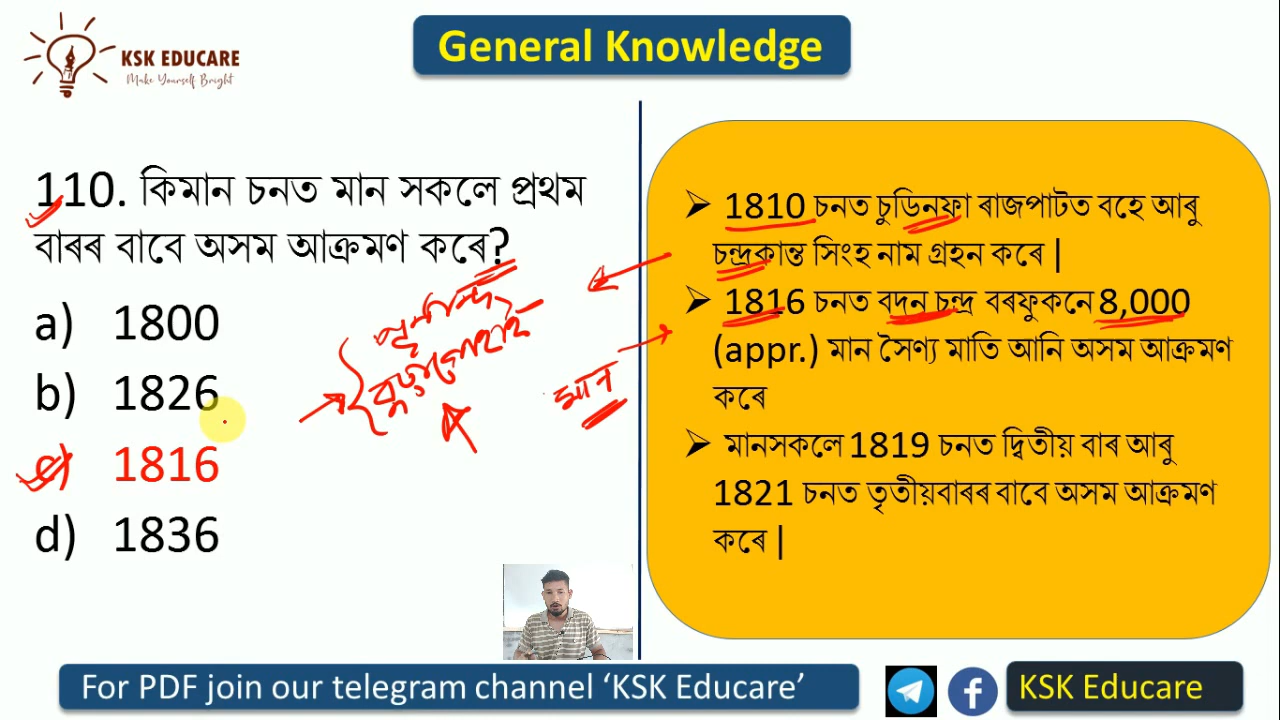 KSK EDUCARE
Make Yourself Bright
General Knowledge
110. কিমান চনত মান সকলে প্ৰথম
বাৰৰ বাবে অসম আক্ৰমণ কৰে?
a) 1800
b) 1826
c) 1816
d) 1836
বুঢ়াগোহাই
মান
➢ 1810 চনত চুডিনফা ৰাজপাটত বহে আৰু
চন্দ্ৰকান্ত সিংহ নাম গ্ৰহন কৰে |
➢ 1816 চনত বদন চন্দ্ৰ বৰফুকনে 8,000
(appr.) মান সৈণ্য মাতি আনি অসম আক্ৰমণ
কৰে
➢ মানসকলে 1819 চনত দ্বিতীয় বাৰ আৰু
1821 চনত তৃতীয়বাৰৰ বাবে অসম আক্ৰমণ
কৰে |
For PDF join our telegram channel ‘KSK Educare’
KSK Educare